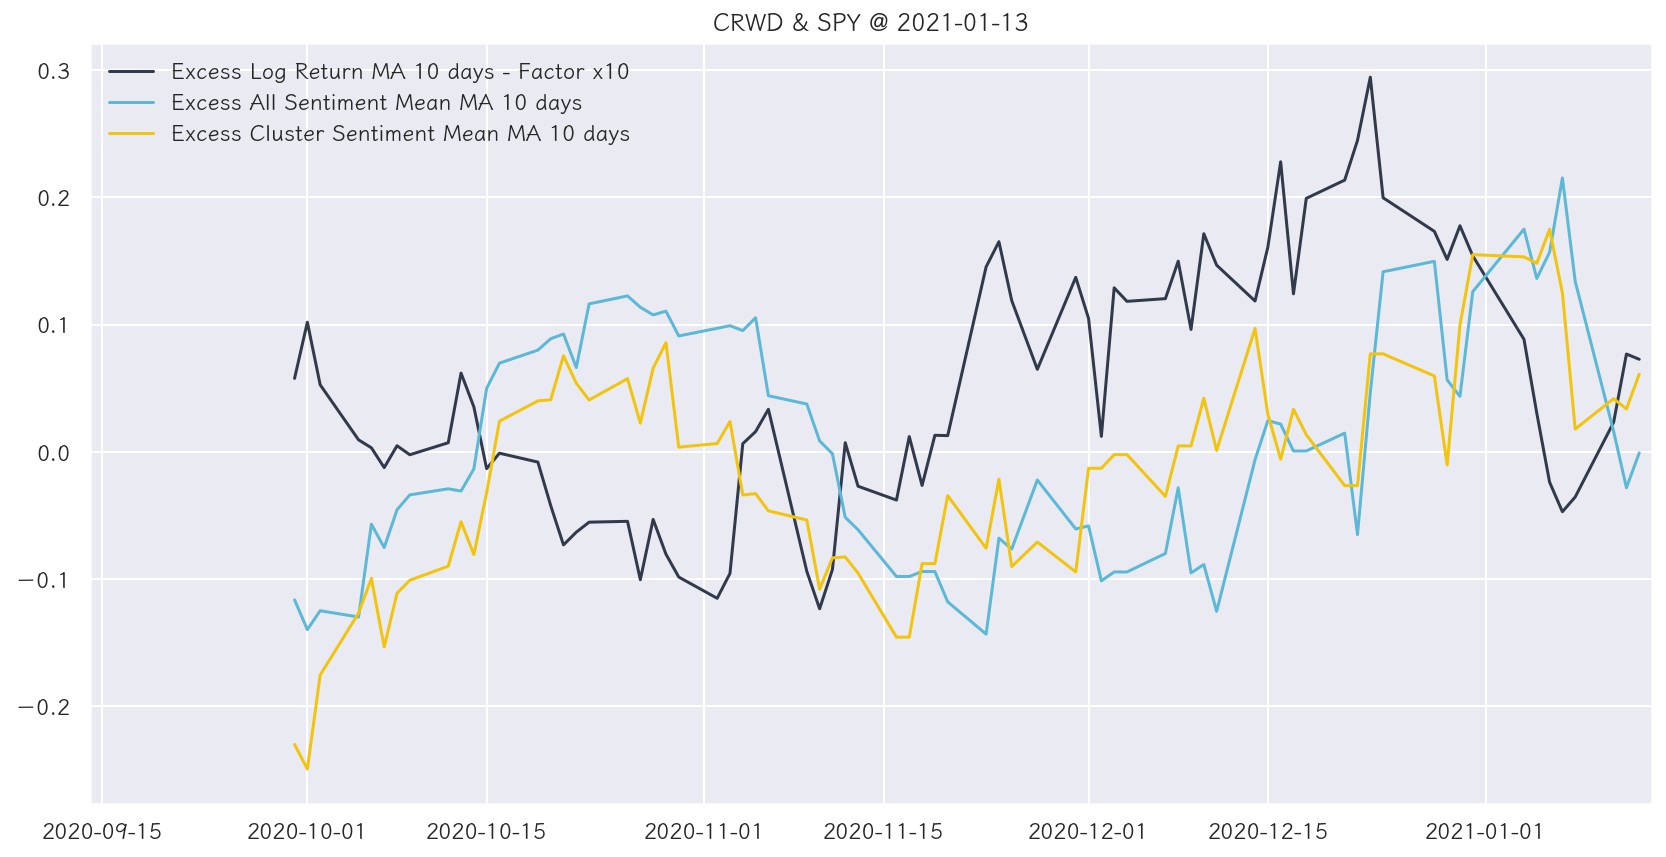 CRWD & SPY @ 2021-01-13
Excess Log Return MA 10 days - Factor x10
Excess All Sentiment Mean MA 10 days
Excess Cluster Sentiment Mean MA 10 days
0.3
0.2
0.1
0.0
−0.1
−0.2
2020-09-15 2020-10-01 2020-10-15 2020-11-01 2020-11-15 2020-12-01 2020-12-15 2021-01-01